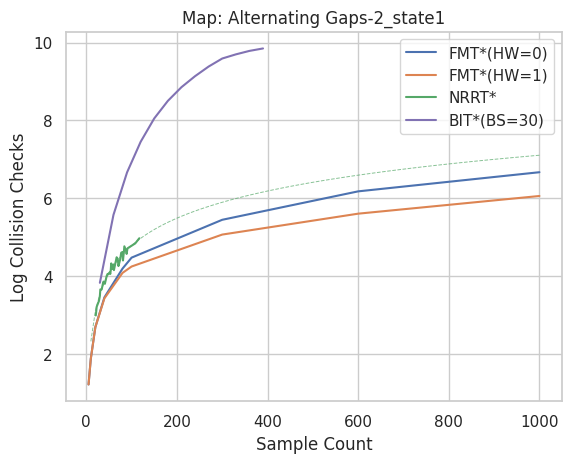 Map: Alternating Gaps-2_state1
FMT*(HW=0)
FMT*(HW=1)
NRRT*
BIT*(BS=30)
Log Collision Checks
10
8
6
4
2
0
200
400
600
800
1000
Sample Count